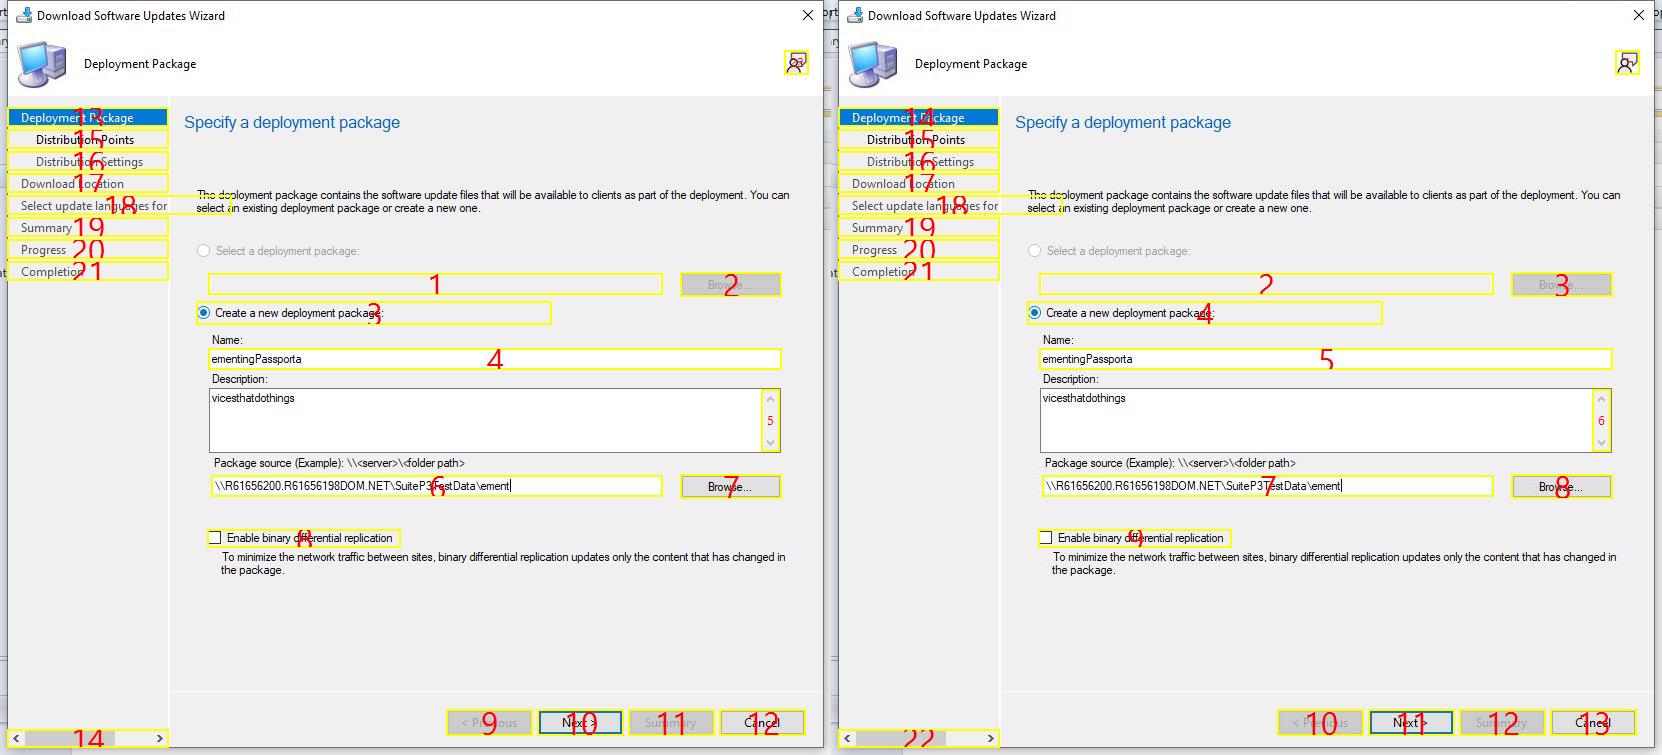 Download Software Updates Wizard
Deployment Package
13
Deployment Package
15
Distribution Points
16
Distribution Settings
17
Download Location
18
Select update languages for
19
Summary
20
Progress
21
Completion
14
Specify a deployment package
The deployment package contains the software update files that will be available to clients as part of the deployment. You can
select an existing deployment package or create a new one.
Select a deployment package:
1
Browse...
2
Create a new deployment package:
3
Name:
ementingPassporta
4
Description:
vicesthatdothings
5
Package source (Example): \\<server>\<folder path>
\\R61656200.R61656198DOM.NET\SuiteP3TestData\ement
6
Browse...
7
Enable binary differential replication
8
To minimize the network traffic between sites, binary differential replication updates only the content that has changed in
the package.
< Previous
9
Next >
10
Summary
11
Cancel
12
Download Software Updates Wizard
Deployment Package
14
Deployment Package
15
Distribution Points
16
Distribution Settings
17
Download Location
18
Select update languages for
19
Summary
20
Progress
21
Completion
22
Specify a deployment package
The deployment package contains the software update files that will be available to clients as part of the deployment. You can
select an existing deployment package or create a new one.
Select a deployment package:
2
Browse...
3
Create a new deployment package:
4
Name:
ementingPassporta
5
Description:
vicesthatdothings
6
Package source (Example): \\<server>\<folder path>
\\R61656200.R61656198DOM.NET\SuiteP3TestData\ement
7
Browse...
8
Enable binary differential replication
9
To minimize the network traffic between sites, binary differential replication updates only the content that has changed in
the package.
< Previous
10
Next >
11
Summary
12
Cancel
13